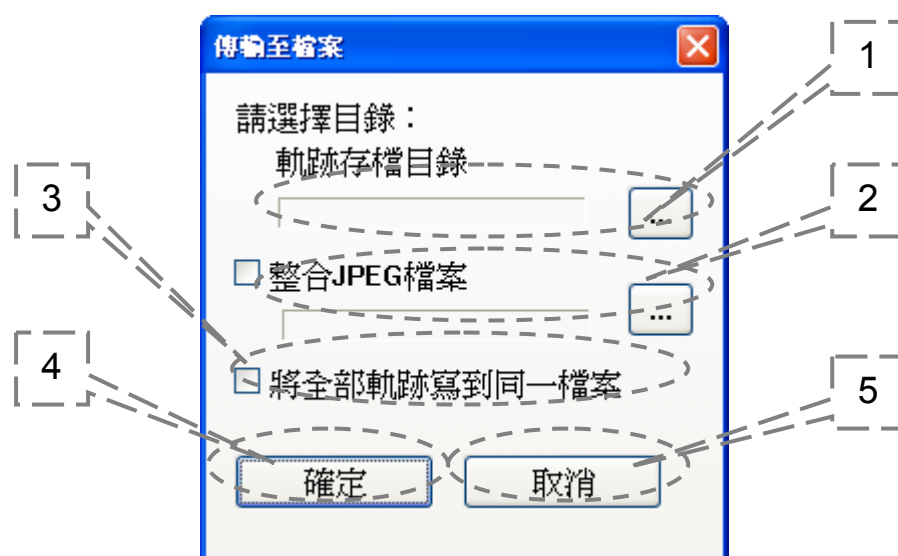 傳輸至檔案
1
請選擇目錄：
軌跡存檔目錄
3
...
2
整合JPEG檔案
...
4
將全部軌跡寫到同一檔案
5
確定
取消